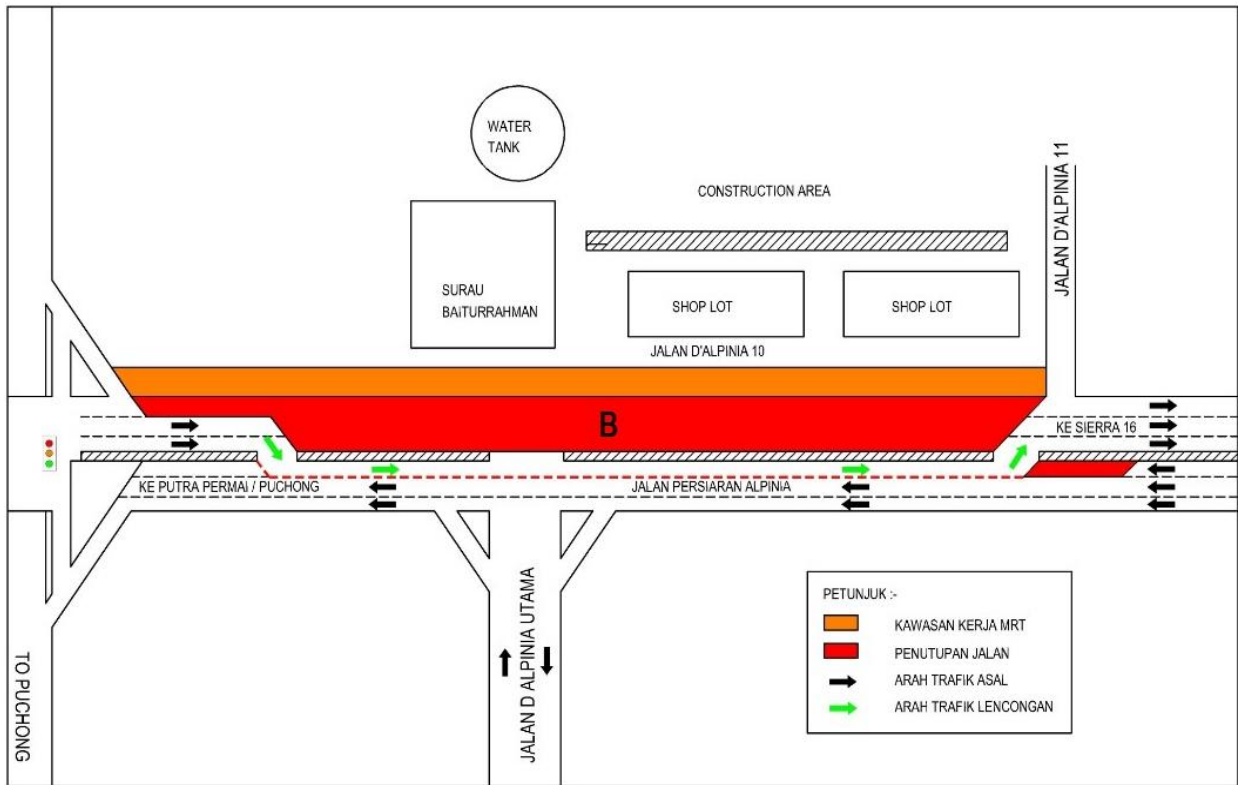 WATER
TANK
CONSTRUCTION AREA
JALAN D'ALPINIA 11
SURAU
BAITURRAHMAN
SHOP LOT
SHOP LOT
JALAN D'ALPINIA 10
B
KE SIERRA 16
KE PUTRA PERMAI / PUCHONG
JALAN PERSIARAN ALPINIA
TO PUCHONG
JALAN D ALPINIA UTAMA
PETUNJUK :-
KAWASAN KERJA MRT
PENUTUPAN JALAN
ARAH TRAFIK ASAL
ARAH TRAFIK LENCONGAN